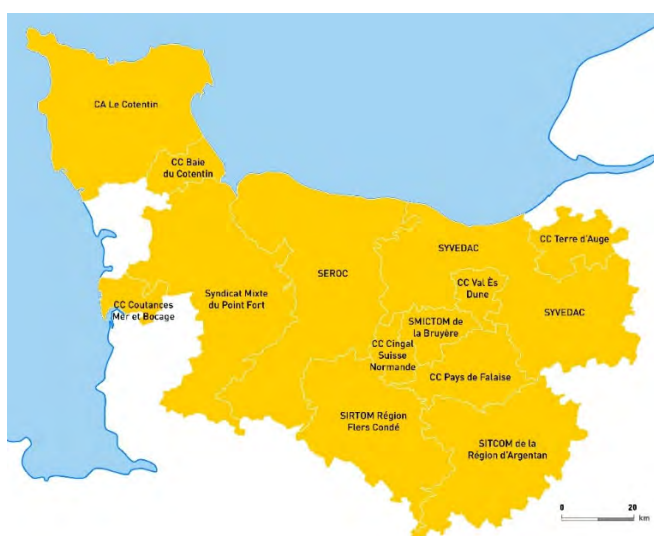 CA Le Cotentin
CC Baie
du Cotentin
SEROC
SYVEDAC
CC Terre d'Auge
CC Val Ès
Dune
Syndicat Mixte
du Point Fort
CC Coutances
Mer et Bocage
SMICTOM de
la Bruyère
SYVEDAC
CC Cingal
Suisse
Normande
CC Pays de Falaise
SIRTOM Région
Flers Condé
SITCOM de la
Région d'Argentan
0 20
km